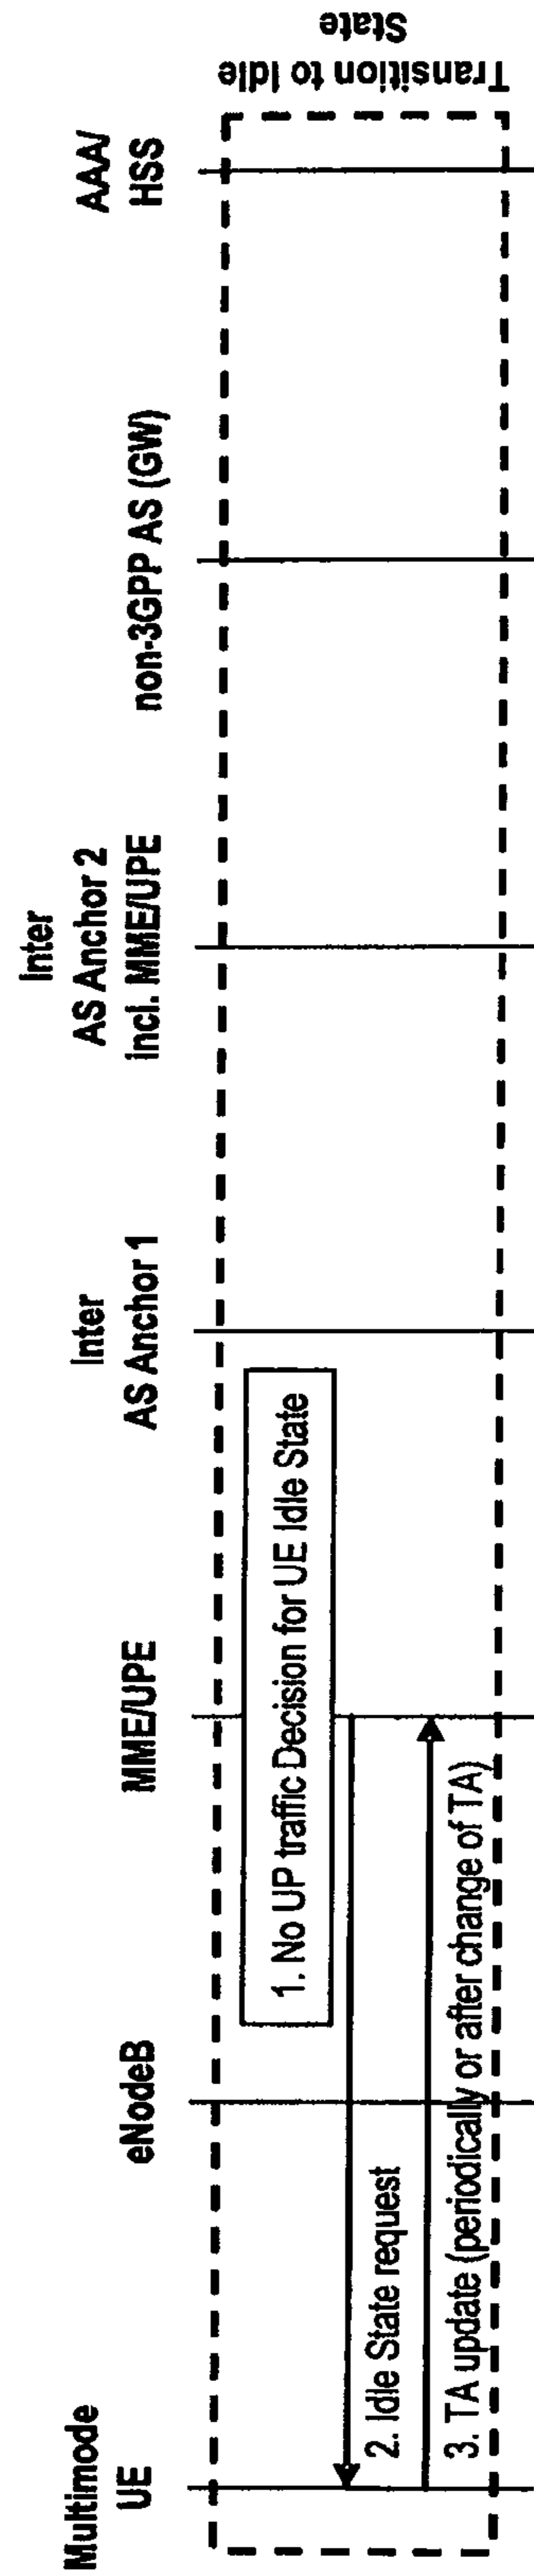 Multimode
UE
eNodeB
MME/UPE
Inter
AS Anchor 1
Inter
AS Anchor 2
incl. MME/UPE
non-3GPP AS (GW)
AAA/
HSS
1. No UP traffic Decision for UE Idle State
2. Idle State request
3. TA update (periodically or after change of TA)
Transition to Idle
State